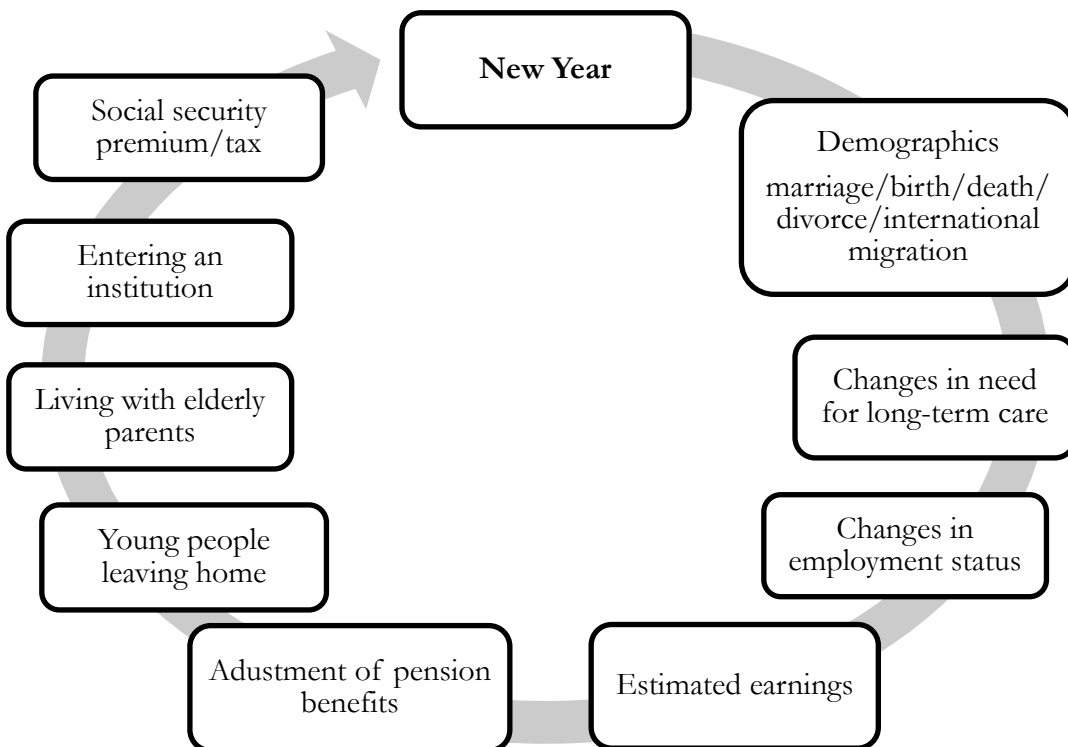 New Year
Demographics
marriage/birth/death/
divorce/international
migration
Changes in need
for long-term care
Changes in
employment status
Estimated earnings
Adustment of pension
benefits
Young people
leaving home
Living with elderly
parents
Entering an
institution
Social security
premium/tax